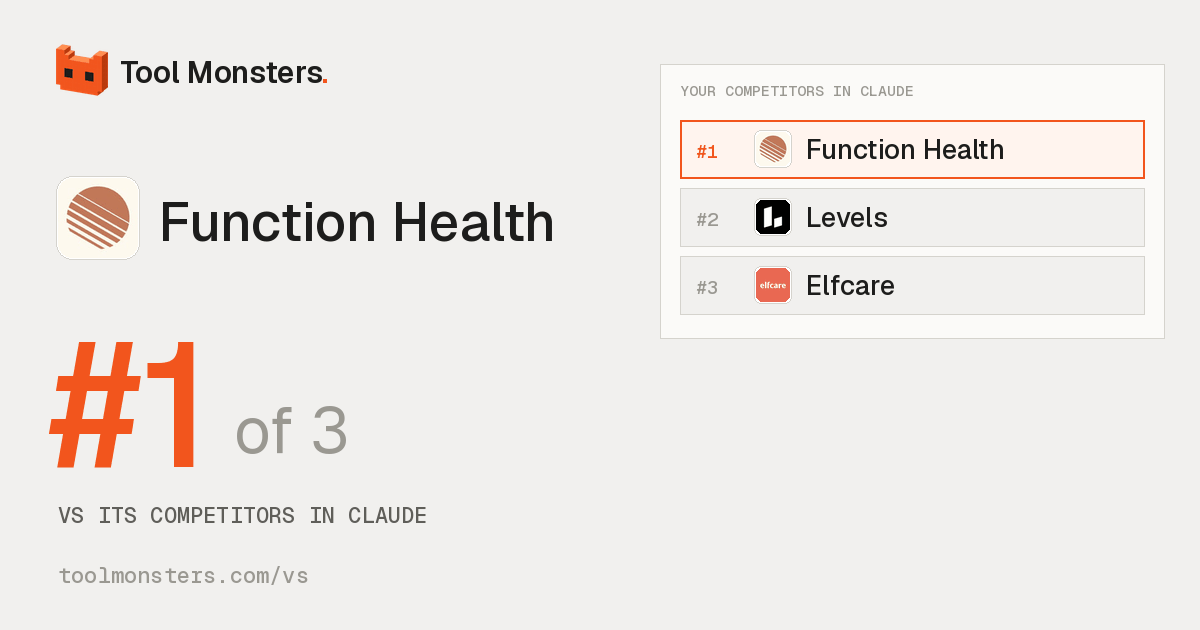 Tool Monsters.
Function Health
#1 of 3
VS ITS COMPETITORS IN CLAUDE
toolmonsters.com/vs
YOUR COMPETITORS IN CLAUDE
#1 Function Health
#2 Levels
#3 elfcare Elfcare